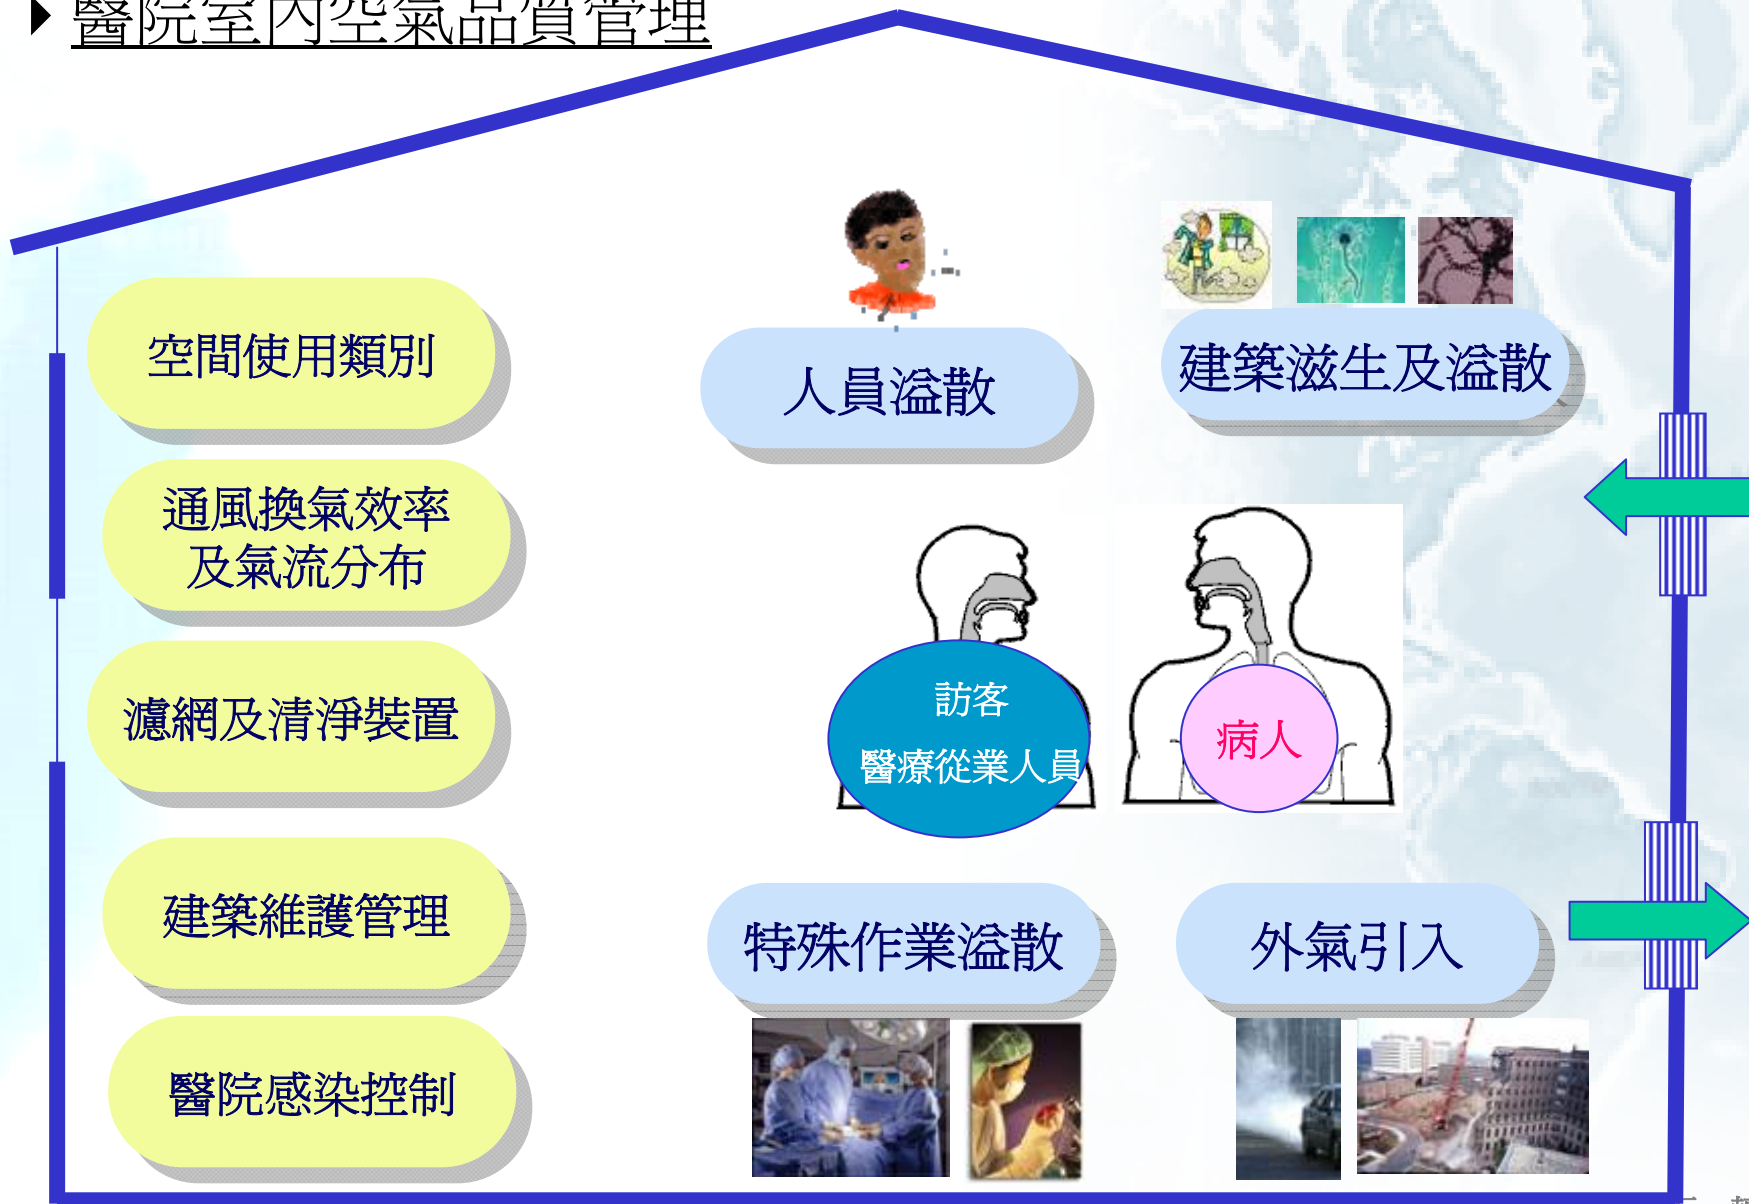 醫院室內空氣品質管理
空間使用類別
通風換氣效率
及氣流分布
濾網及清淨裝置
建築維護管理
醫院感染控制
人員溢散
建築滋生及溢散
訪客
醫療從業人員
病人
特殊作業溢散
外氣引入